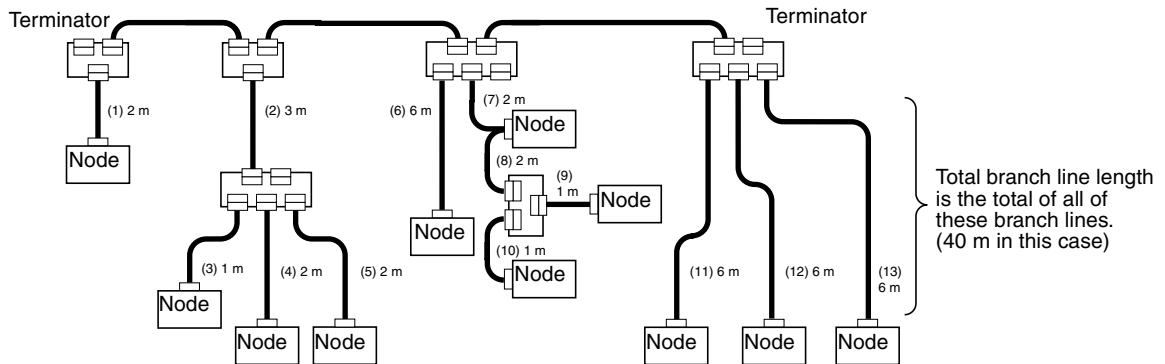 Terminator
Terminator
(1) 2 m
(2) 3 m
(6) 6 m
(7) 2 m
Node
Node
(8) 2 m
(9)
1 m
Node
Node
Total branch line length
is the total of all of
these branch lines.
(40 m in this case)
(3) 1 m
(4) 2 m
(5) 2 m
(10) 1 m
Node
(11) 6 m
(12) 6 m
(13)
6 m
Node
Node
Node
Node
Node
Node